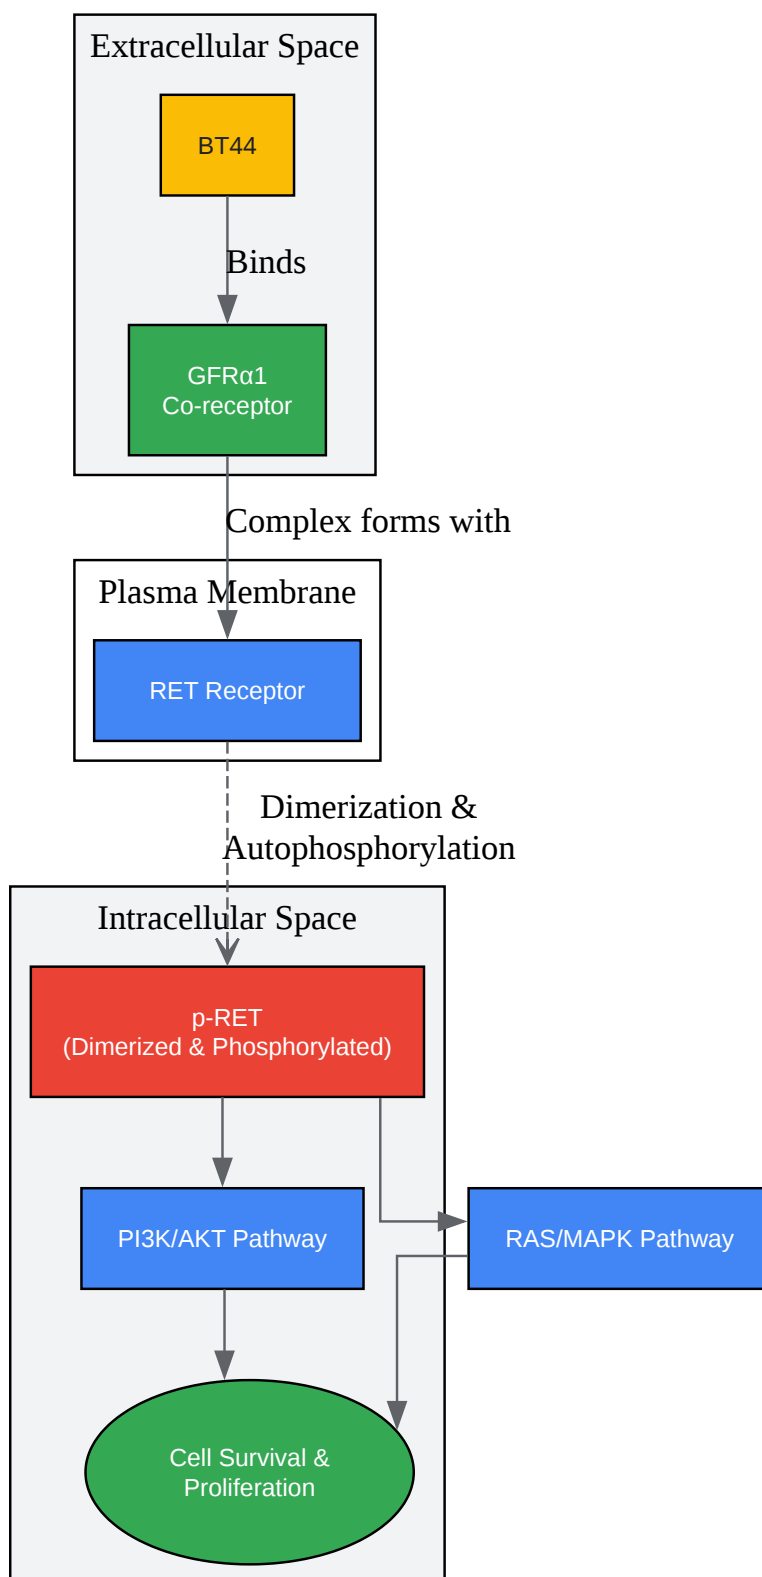 Extracellular Space
BT44
Binds
GFRα1
Co-receptor
Complex forms with
Plasma Membrane
RET Receptor
Dimerization &
Autophosphorylation
Intracellular Space
p-RET
(Dimerized & Phosphorylated)
PI3K/AKT Pathway
RAS/MAPK Pathway
Cell Survival &
Proliferation